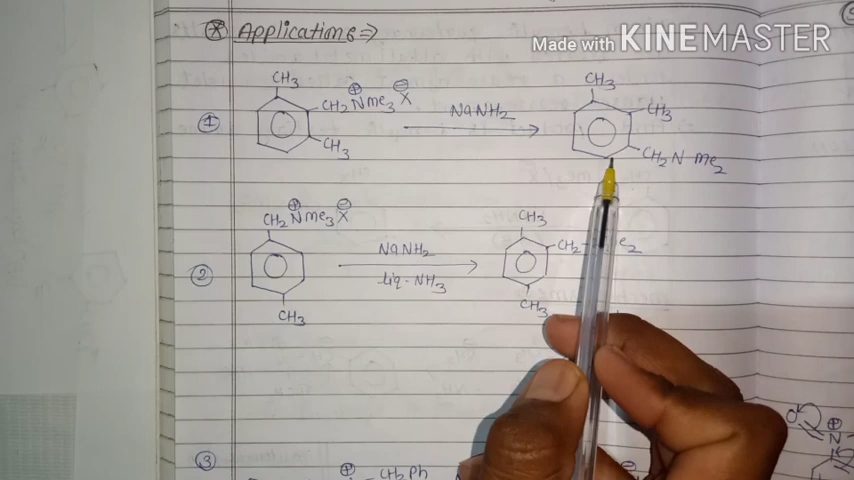 Made with KINEMASTER
Applications ⇒
① CH3 CH2 N⊕ me3 X⊖ CH3 NaNH2 CH3 CH3 CH2 N Me2
② CH2 N⊕ me3 X⊖ CH3 NaNH2 liq. NH3 CH3 CH2 e2 CH3
③ ⊕ CH2Ph ⊖
⊕
N